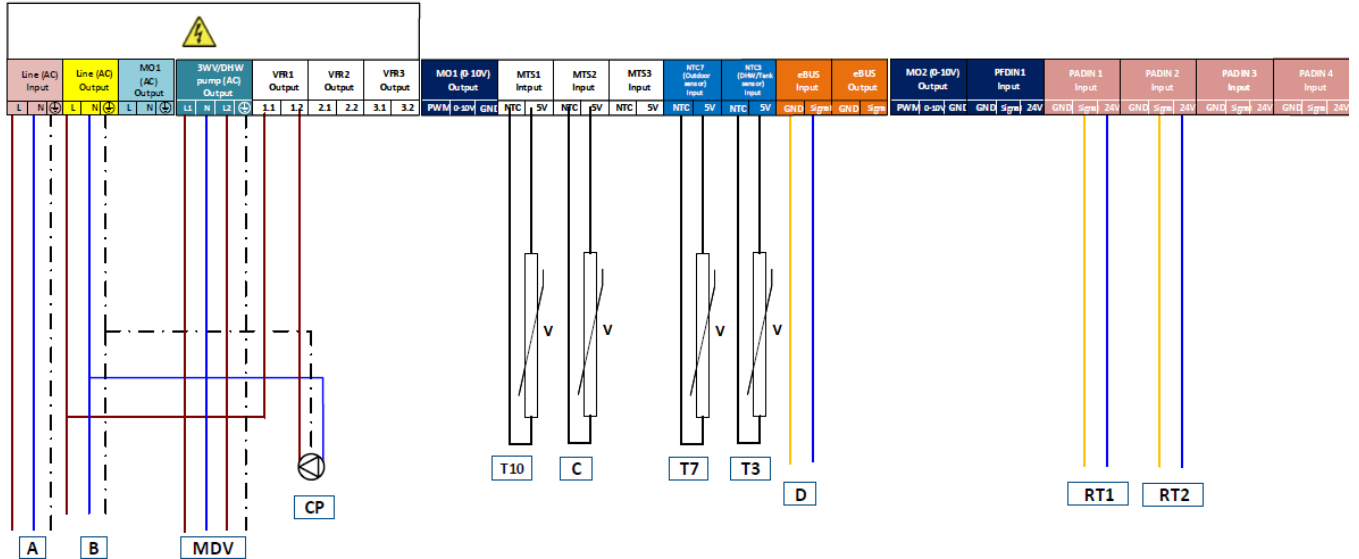 Line (AC)
Input
Line (AC)
Output
MO1
(AC)
Output
3WV/DHW
pump (AC)
Output
VFR1
Output
VFR2
Output
VFR3
Output
MO1 (0-10V)
Output
MTS1
Intput
MTS2
Input
MTS3
Input
NTC7
(Outdoor
sensor)
Input
NTC3
(DHW/Tank
sensor)
Input
eBUS
Input
eBUS
Output
MO2 (0-10V)
Output
PFDIN1
Input
PADIN 1
Input
PADIN 2
Input
PADIN 3
Input
PADIN 4
Input
L N L N L N L1 N L2 1.1 1.2 2.1 2.2 3.1 3.2 PWM 0-10V GND NTC 5V NTC 5V NTC 5V NTC 5V NTC 5V GND Signal GND Signa PWM 0-10V GND GND Signal 24V GND Signal 24V GND Signal 24V GND Signal 24V GND Signal 24V
V V V V
T10 C T7 T3
D RT1 RT2
CP
A B MDV